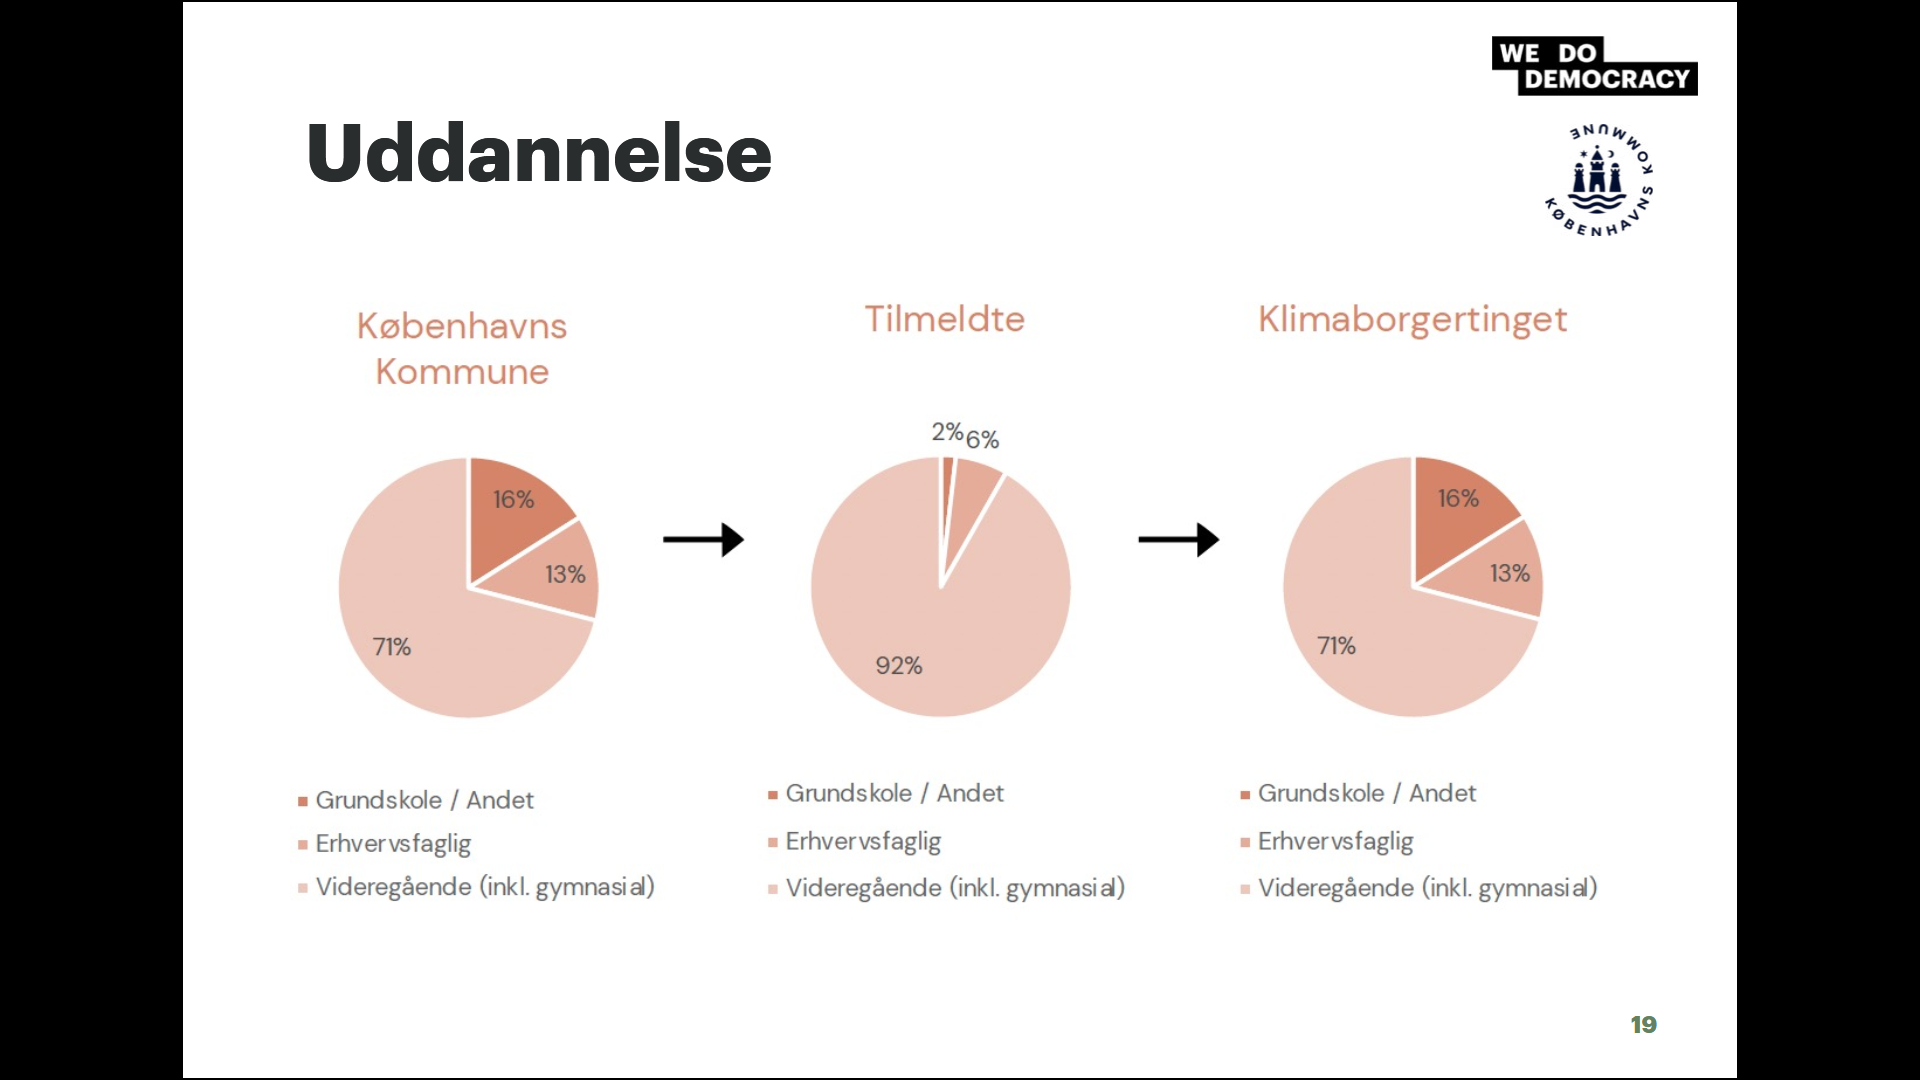 WE DO
DEMOCRACY
KØBENHAVNS KOMMUNE
Uddannelse
Københavns
Kommune
16%
13%
71%
Grundskole / Andet
Erhvervsfaglig
Videregående (inkl. gymnasial)
Tilmeldte
2%
6%
92%
Grundskole / Andet
Erhvervsfaglig
Videregående (inkl. gymnasial)
Klimaborgertinget
16%
13%
71%
Grundskole / Andet
Erhvervsfaglig
Videregående (inkl. gymnasial)
19